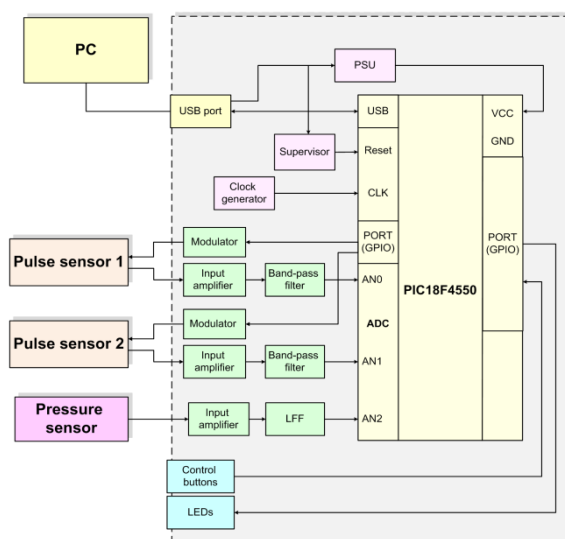 PC
PSU
USB port
USB
VCC
GND
Supervisor
Reset
Clock
generator
CLK
Modulator
PORT
(GPIO)
PORT
(GPIO)
Pulse sensor 1
Input
amplifier
Band-pass
filter
AN0
PIC18F4550
Modulator
ADC
Pulse sensor 2
Input
amplifier
Band-pass
filter
AN1
Pressure
sensor
Input
amplifier
LFF
AN2
Control
buttons
LEDs